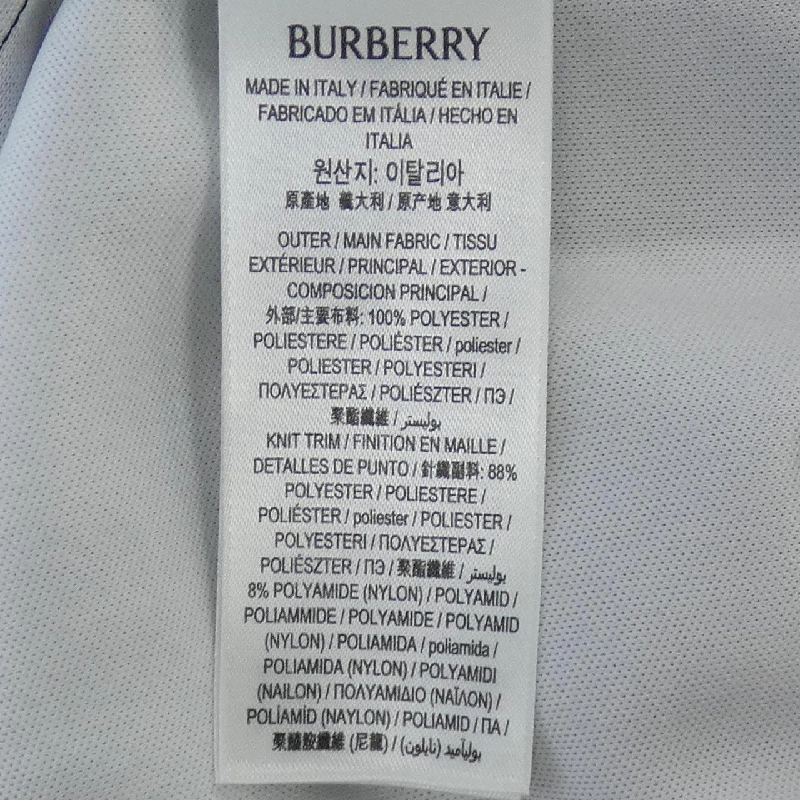 BURBERRY
MADE IN ITALY / FABRIQUÉ EN ITALIE /
FABRICADO EM ITÁLIA / HECHO EN
ITALIA
원산지: 이탈리아
原產地 義大利 / 原产地 意大利
OUTER / MAIN FABRIC / TISSU
EXTÉRIEUR / PRINCIPAL / EXTERIOR -
COMPOSICION PRINCIPAL /
外部/主要布料: 100% POLYESTER /
POLIESTERE / POLIÉSTER / poliester /
POLIESTER / POLYESTERI /
ΠΟΛΥΕΣΤΕΡΑΣ / POLIÉSZTER / ПЭ /
聚酯纖維 / بوليستر
KNIT TRIM / FINITION EN MAILLE /
DETALLES DE PUNTO / 針織副料: 88%
POLYESTER / POLIESTERE /
POLIÉSTER / poliester / POLIESTER /
POLYESTERI / ΠΟΛΥΕΣΤΕΡΑΣ /
POLIÉSZTER / ПЭ / 聚酯纖維 / بوليستر
8% POLYAMIDE (NYLON) / POLYAMID /
POLIAMMIDE / POLYAMIDE / POLYAMID
(NYLON) / POLIAMIDA / poliamida /
POLIAMIDA (NYLON) / POLYAMIDI
(NAILON) / ΠΟΛΥΑΜΙΔΙΟ (ΝΑΪΛΟΝ) /
POLÍAMID (NAYLON) / POLIAMID / ПА /
聚醯胺纖維 (尼龍) / بولیآمید (نايلون)